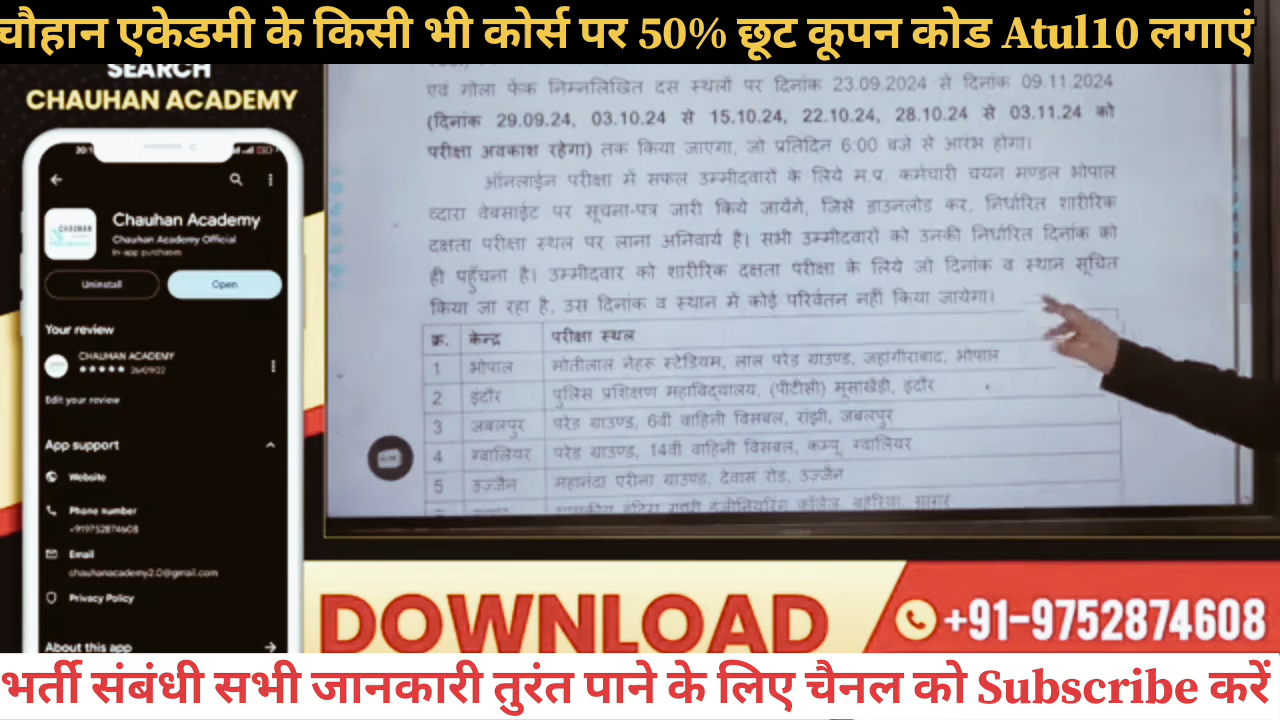 चौहान एकेडमी के किसी भी कोर्स पर 50% छूट कूपन कोड Atul10 लगाएं
SEARCH
CHAUHAN ACADEMY
Chauhan Academy
Chauhan Academy Official
In-app purchases
Uninstall
Open
Your review
CHAUHAN ACADEMY
Edit your review
App support
Website
Phone number
+919752874608
Email
chauhanacademy2.0@gmail.com
Privacy Policy
About this app
एवं गोला फेंक निम्नलिखित दस स्थलों पर दिनांक 23.09.2024 से दिनांक 09.11.2024
(दिनांक 29.09.24, 03.10.24 से 15.10.24, 22.10.24, 28.10.24 से 03.11.24 को
परीक्षा अवकाश रहेगा) तक किया जाएगा, जो प्रतिदिन 6:00 बजे से आरंभ होगा।
ऑनलाईन परीक्षा में सफल उम्मीदवारों के लिये म.प्र. कर्मचारी चयन मण्डल भोपाल
व्दारा वेबसाईट पर सूचना-पत्र जारी किये जायेंगे, जिसे डाउनलोड कर, निर्धारित शारीरिक
दक्षता परीक्षा स्थल पर लाना अनिवार्य है। सभी उम्मीदवारों को उनकी निर्धारित दिनांक को
ही पहुँचना है। उम्मीदवार को शारीरिक दक्षता परीक्षा के लिये जो दिनांक व स्थान सूचित
किया जा रहा है, उस दिनांक व स्थान में कोई परिर्वतन नहीं किया जायेगा।
क्र. केन्द्र परीक्षा स्थल
1 भोपाल मोतीलाल नेहरू स्टेडियम, लाल परेड ग्राउण्ड, जहांगीराबाद, भोपाल
2 इंदौर पुलिस प्रशिक्षण महाविद्यालय, (पीटीसी) मूसाखेड़ी, इंदौर
3 जबलपुर परेड ग्राउण्ड, 6वी वाहिनी विसबल, रांझी, जबलपुर
4 ग्वालियर परेड ग्राउण्ड, 14वी वाहिनी विसबल, कम्पू, ग्वालियर
5 उज्जैन महानंदा एरीना ग्राउण्ड, देवास रोड, उज्जैन
DOWNLOAD
+91-9752874608
भर्ती संबंधी सभी जानकारी तुरंत पाने के लिए चैनल को Subscribe करें